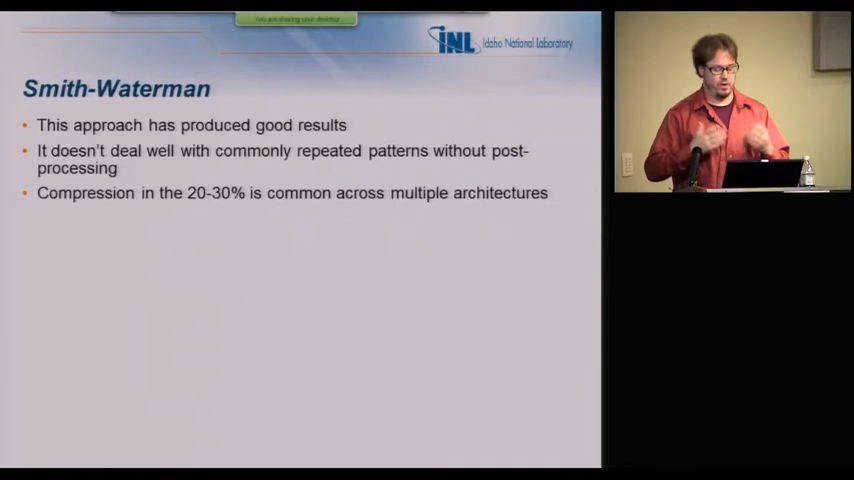 You are sharing your desktop
INL Idaho National Laboratory
Smith-Waterman
• This approach has produced good results
• It doesn't deal well with commonly repeated patterns without post-
processing
• Compression in the 20-30% is common across multiple architectures